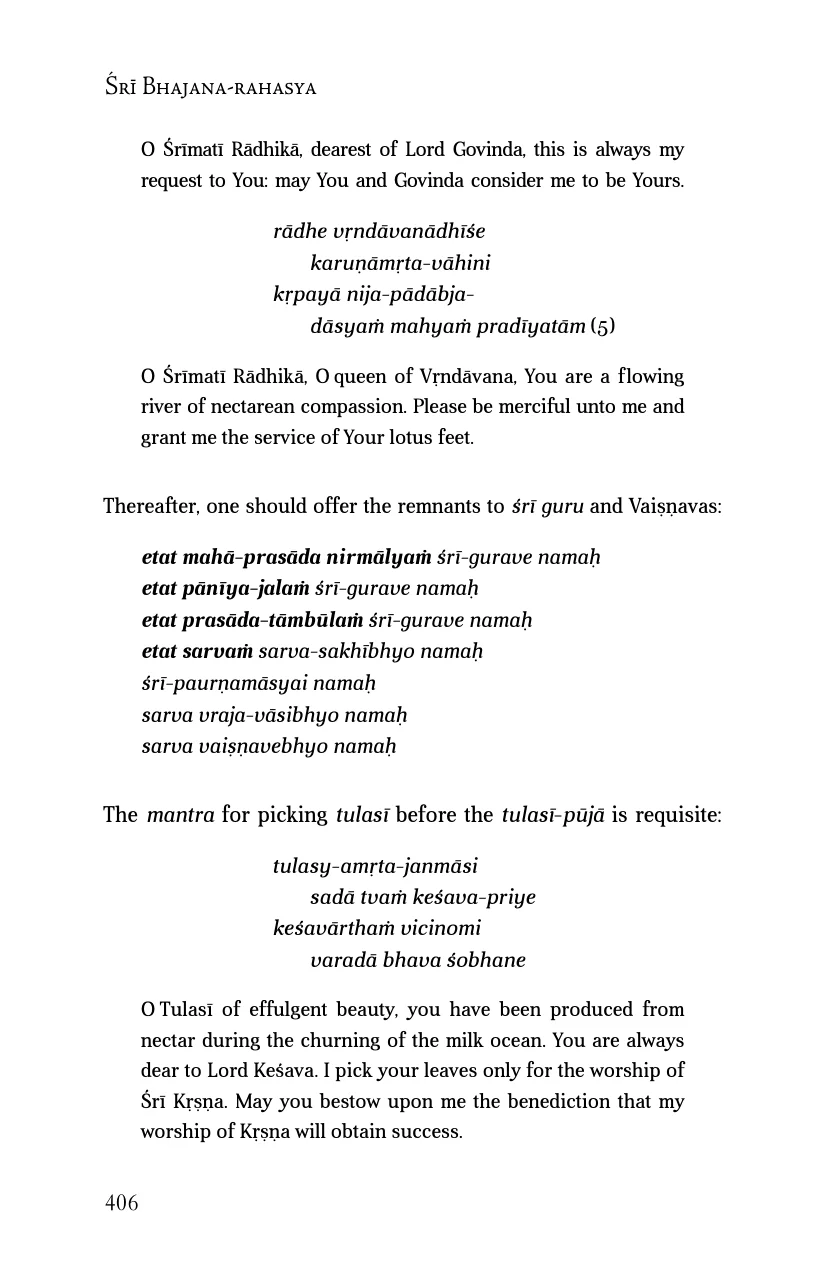 Śrī Bhajana-rahasya
O Śrīmatī Rādhikā, dearest of Lord Govinda, this is always my
request to You: may You and Govinda consider me to be Yours.
rādhe vṛndāvanādhīśe
karuṇāmṛta-vāhini
kṛpayā nija-pādābja-
dāsyaṁ mahyaṁ pradīyatām (5)
O Śrīmatī Rādhikā, O queen of Vṛndāvana, You are a flowing
river of nectarean compassion. Please be merciful unto me and
grant me the service of Your lotus feet.
Thereafter, one should offer the remnants to śrī guru and Vaiṣṇavas:
etat mahā-prasāda nirmālyaṁ śrī-gurave namaḥ
etat pānīya-jalaṁ śrī-gurave namaḥ
etat prasāda-tāmbūlaṁ śrī-gurave namaḥ
etat sarvaṁ sarva-sakhībhyo namaḥ
śrī-paurṇamāsyai namaḥ
sarva vraja-vāsibhyo namaḥ
sarva vaiṣṇavebhyo namaḥ
The mantra for picking tulasī before the tulasī-pūjā is requisite:
tulasy-amṛta-janmāsi
sadā tvaṁ keśava-priye
keśavārthaṁ vicinomi
varadā bhava śobhane
O Tulasī of effulgent beauty, you have been produced from
nectar during the churning of the milk ocean. You are always
dear to Lord Keśava. I pick your leaves only for the worship of
Śrī Kṛṣṇa. May you bestow upon me the benediction that my
worship of Kṛṣṇa will obtain success.
406